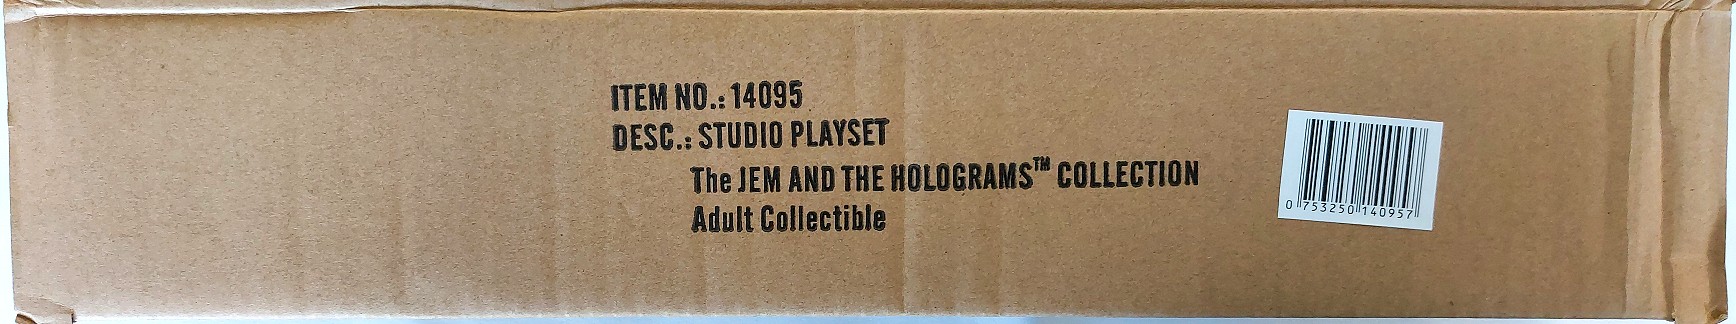 ITEM NO.: 14095
DESC.: STUDIO PLAYSET
The JEM AND THE HOLOGRAMS™ COLLECTION
Adult Collectible
0 753250 140957